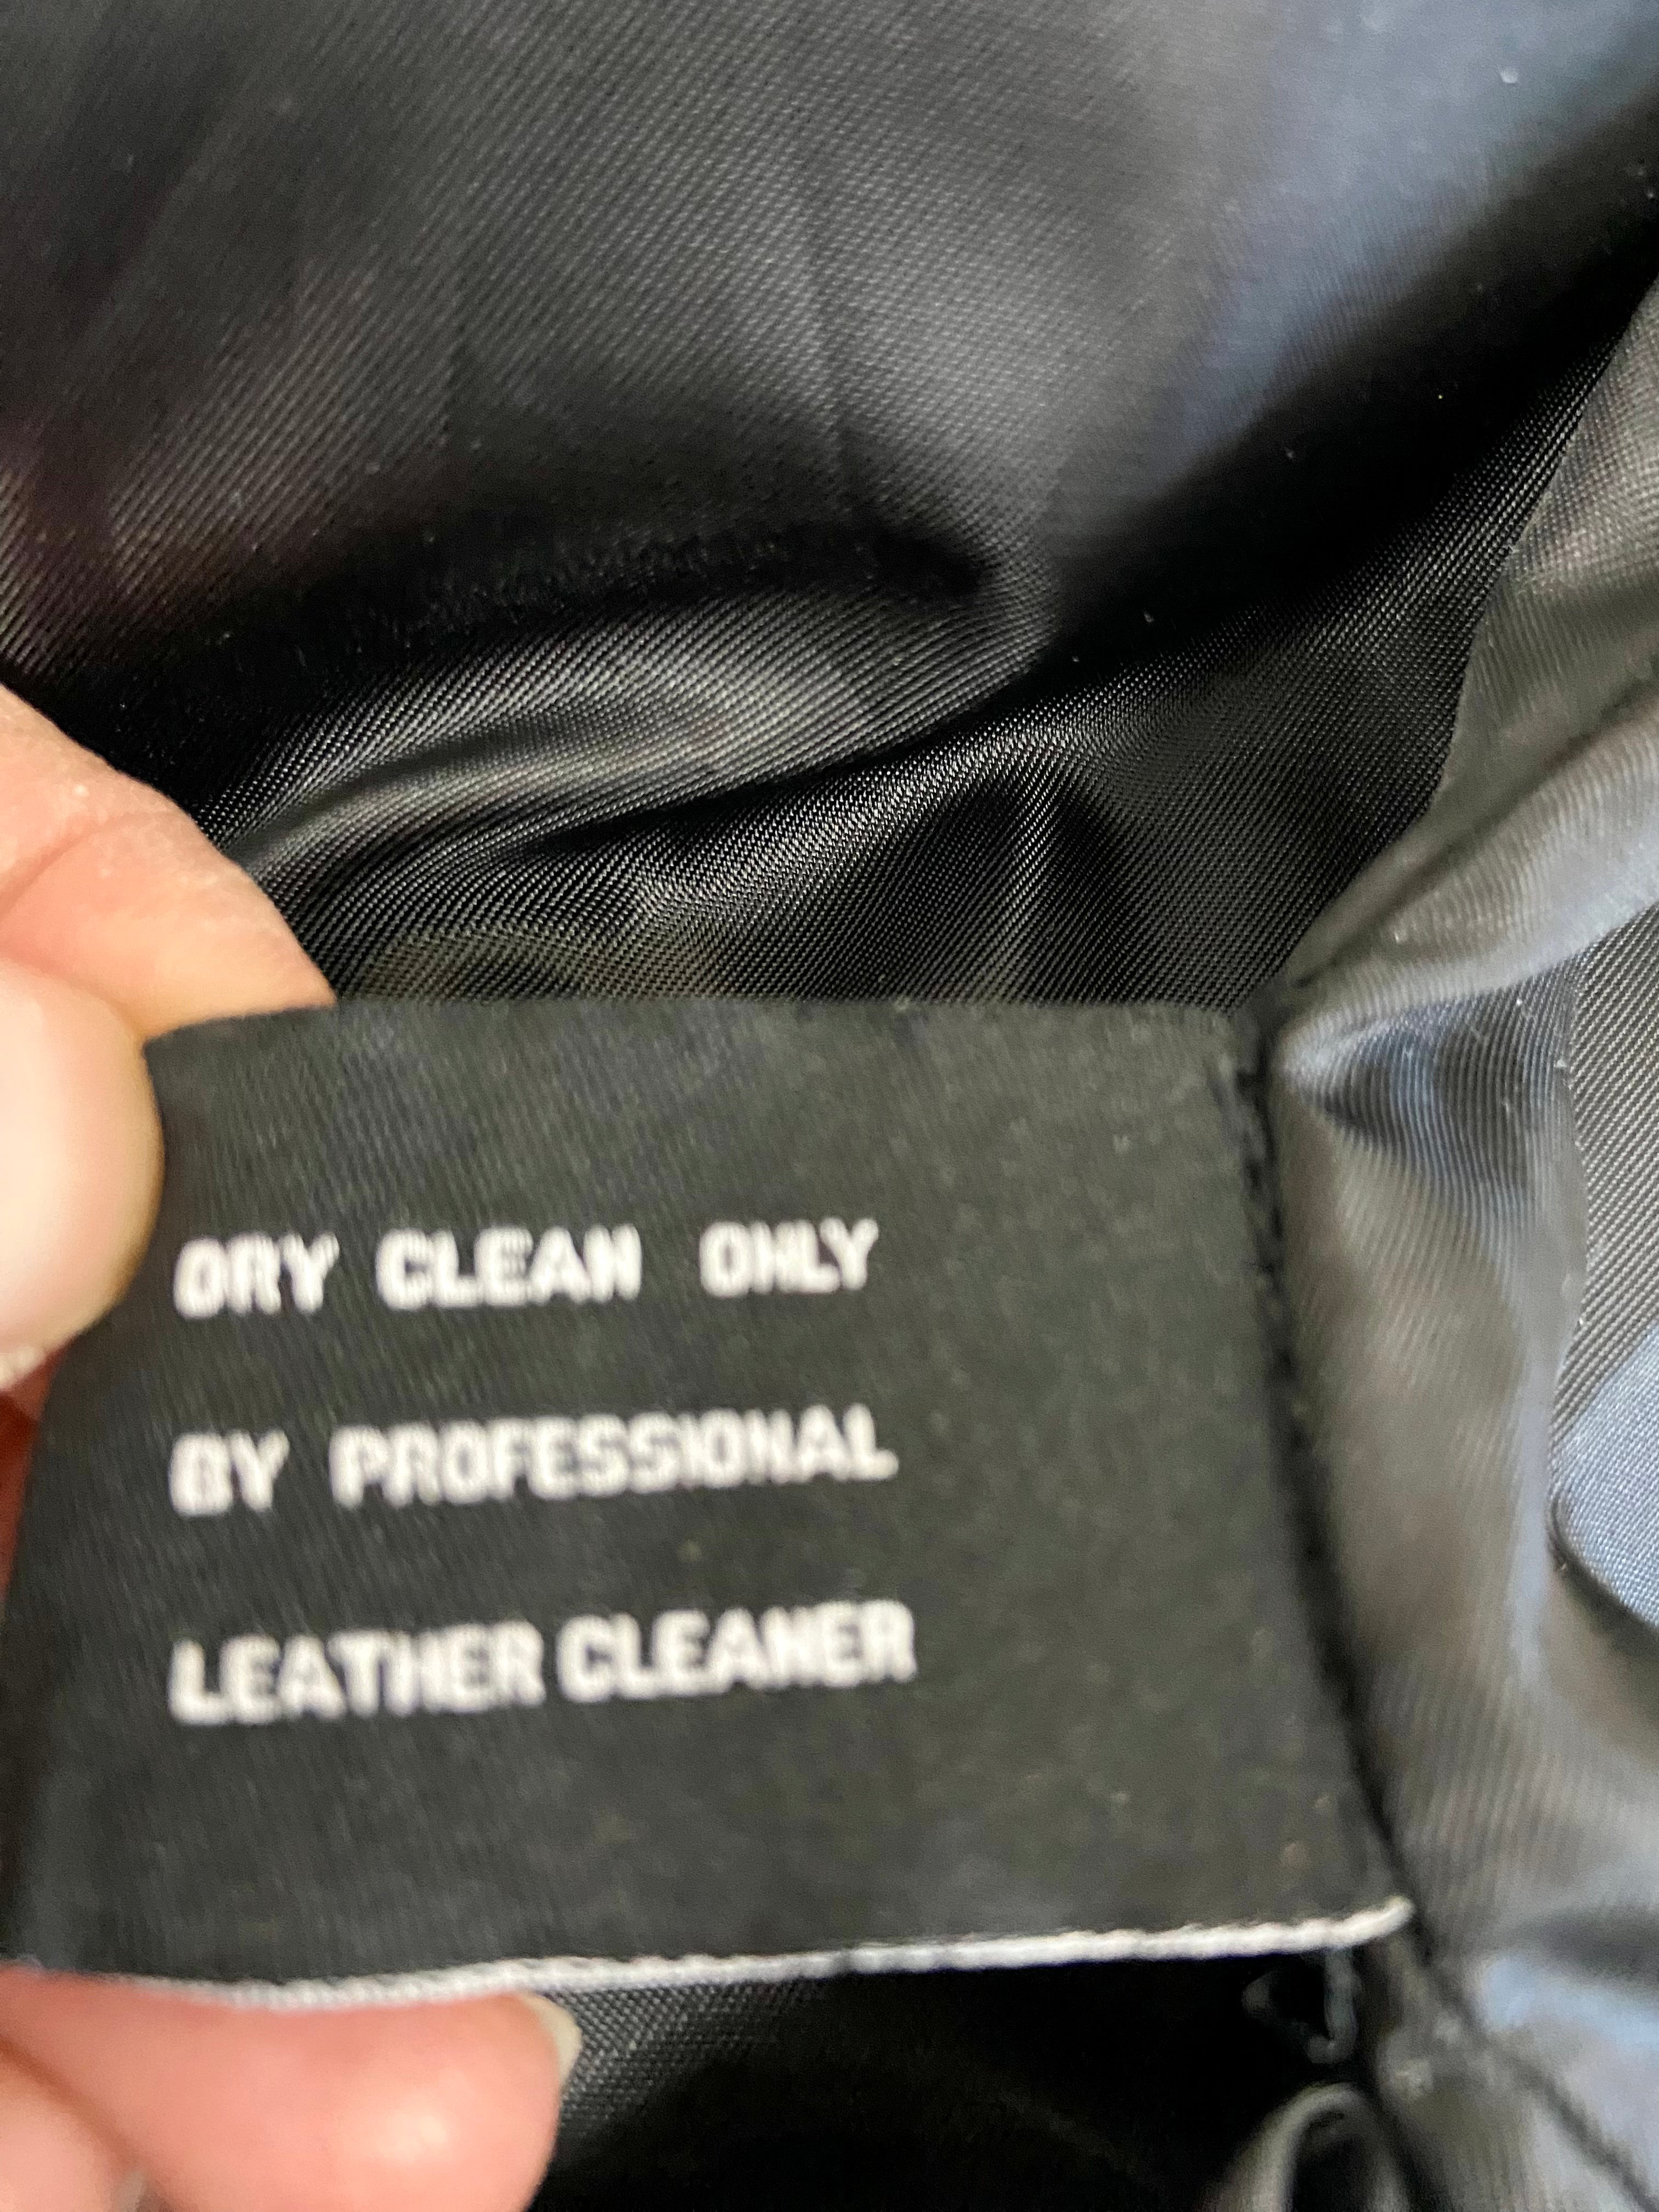 DRY CLEAN ONLY
BY PROFESSIONAL
LEATHER CLEANER